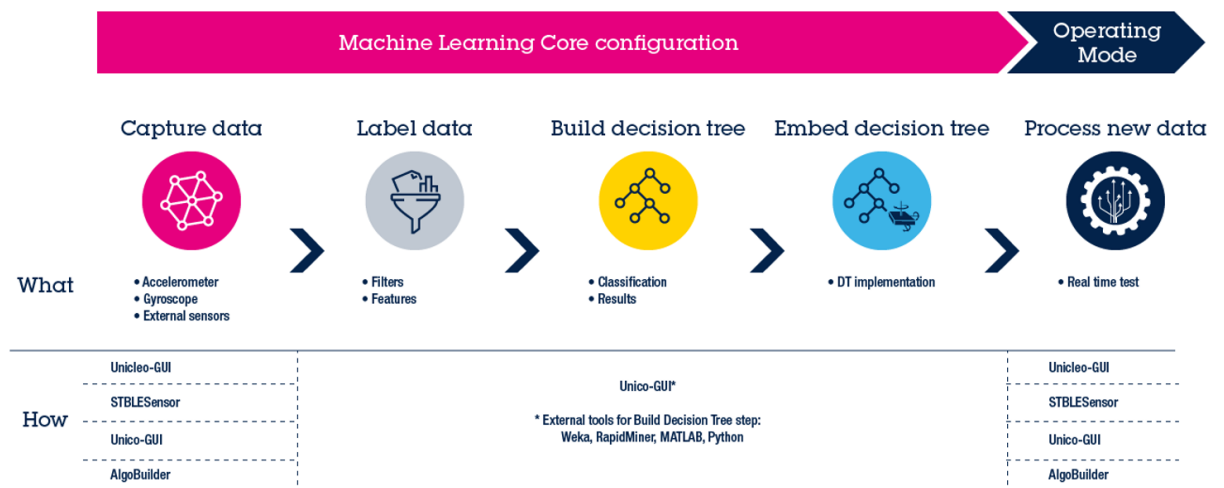 Machine Learning Core configuration
Operating
Mode
Capture data
Label data
Build decision tree
Embed decision tree
Process new data
What
• Accelerometer
• Gyroscope
• External sensors
• Filters
• Features
• Classification
• Results
• DT implementation
• Real time test
How
Unicleo-GUI
STBLESensor
Unico-GUI
AlgoBuilder
Unico-GUI*
* External tools for Build Decision Tree step:
Weka, RapidMiner, MATLAB, Python
Unicleo-GUI
STBLESensor
Unico-GUI
AlgoBuilder